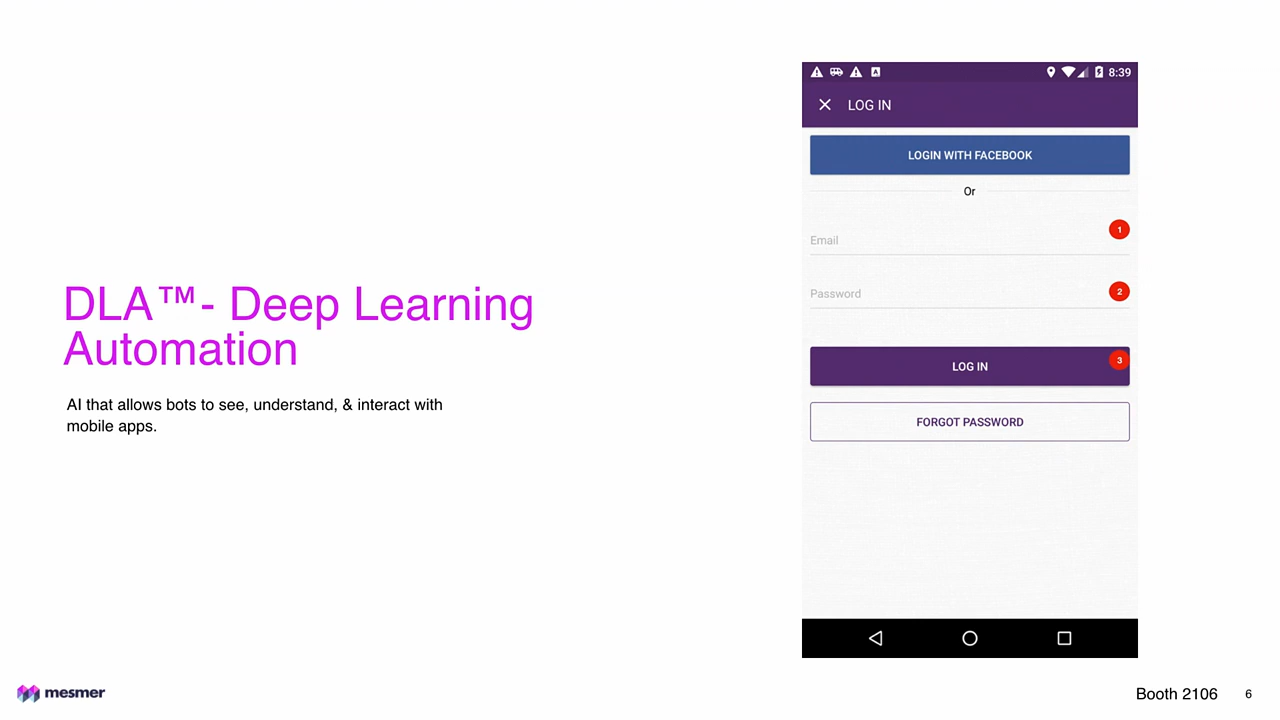 DLA™- Deep Learning
Automation
AI that allows bots to see, understand, & interact with
mobile apps.
8:39
LOG IN
LOGIN WITH FACEBOOK
Or
Email
1
Password
2
LOG IN
3
FORGOT PASSWORD
mesmer
Booth 2106
6